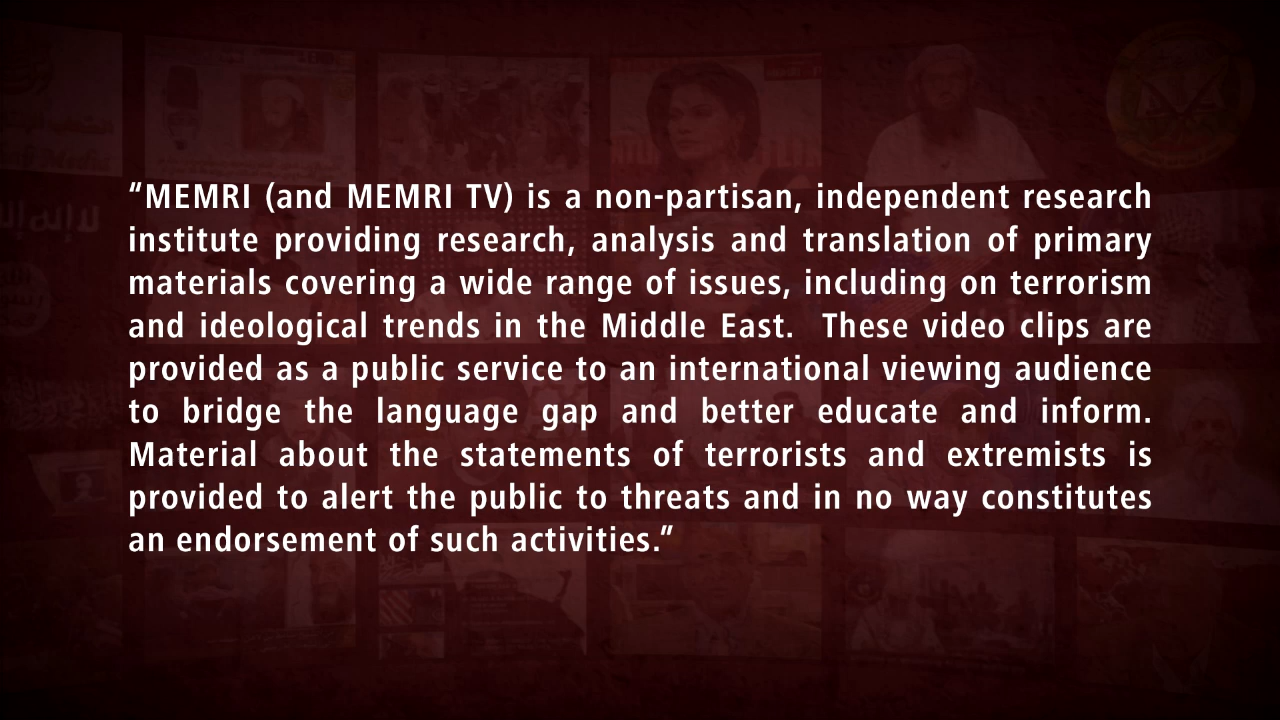 “MEMRI (and MEMRI TV) is a non-partisan, independent research
institute providing research, analysis and translation of primary
materials covering a wide range of issues, including on terrorism
and ideological trends in the Middle East.  These video clips are
provided as a public service to an international viewing audience
to bridge the language gap and better educate and inform.
Material about the statements of terrorists and extremists is
provided to alert the public to threats and in no way constitutes
an endorsement of such activities.”